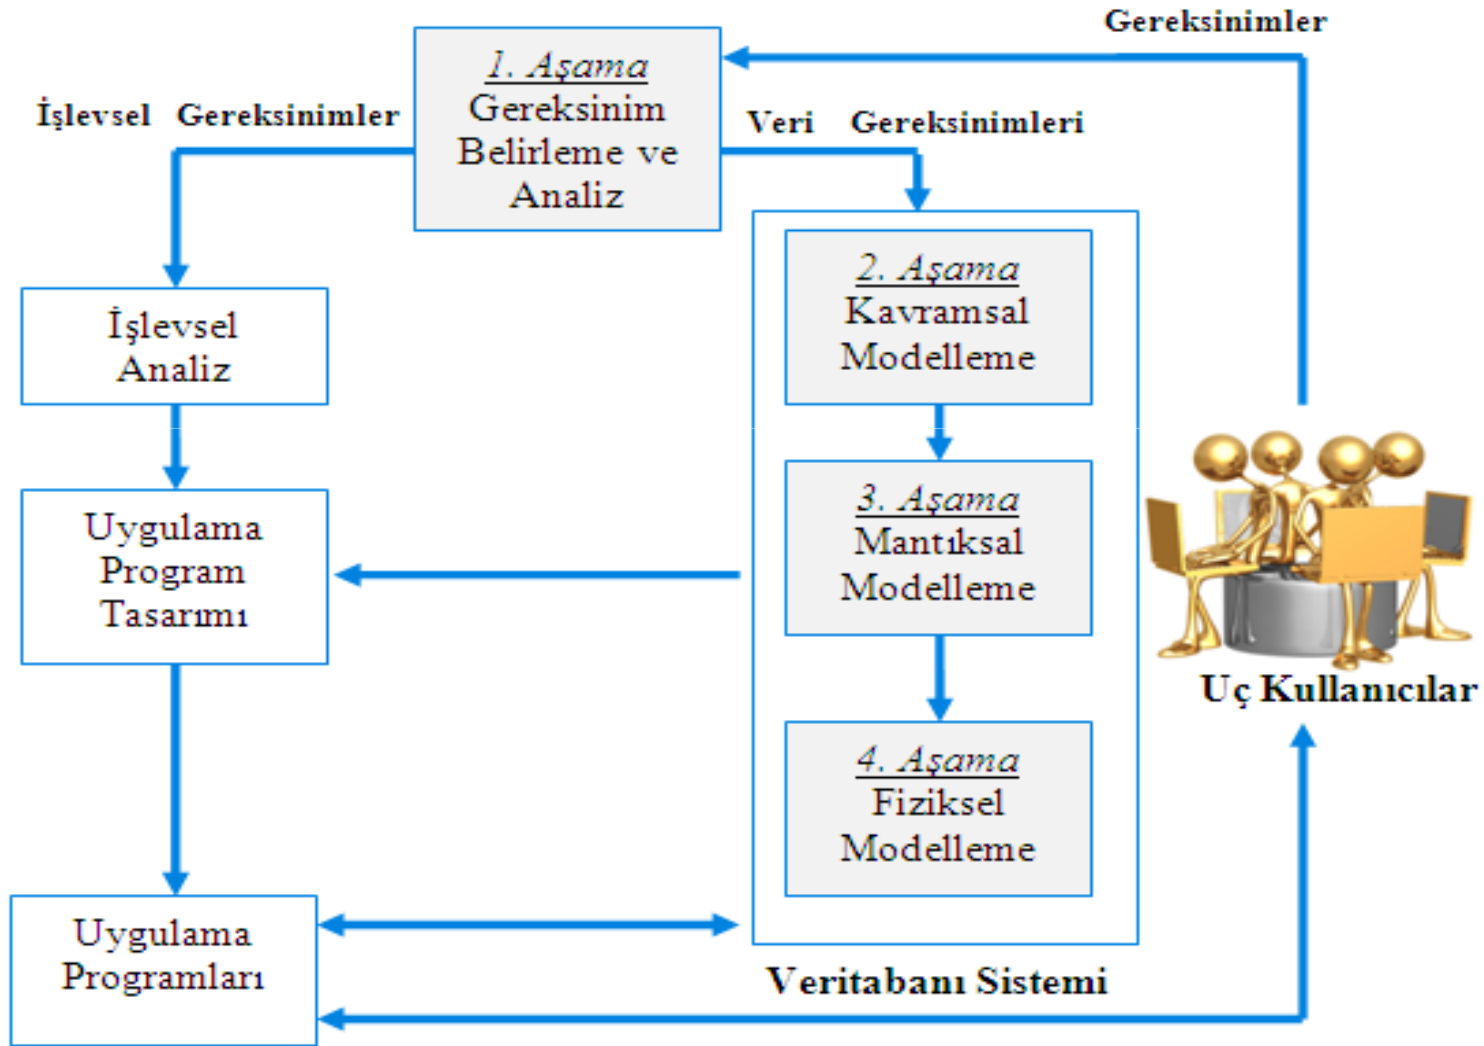 Gereksinimler
1. Aşama
Gereksinim
Belirleme ve
Analiz
İşlevsel Gereksinimler
Veri Gereksinimleri
İşlevsel
Analiz
Uygulama
Program
Tasarımı
Uygulama
Programları
2. Aşama
Kavramsal
Modelleme
3. Aşama
Mantıksal
Modelleme
4. Aşama
Fiziksel
Modelleme
Veritabanı Sistemi
Uç Kullanıcılar